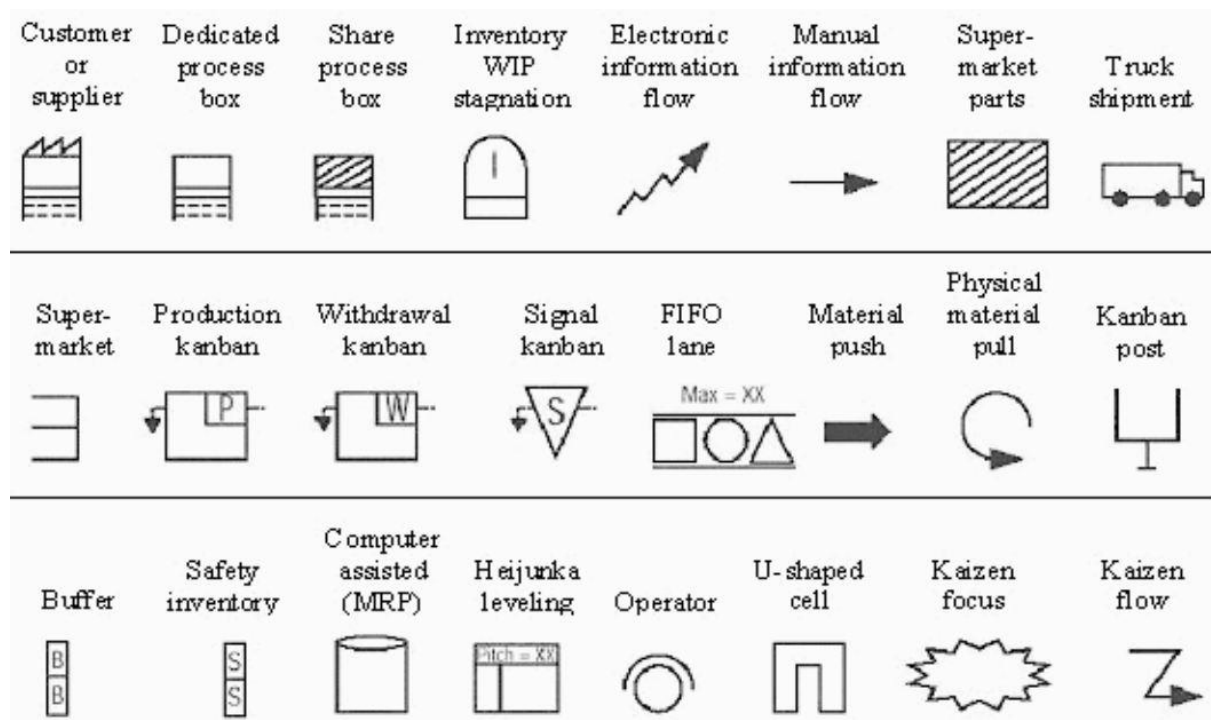 Customer
or
supplier
Dedicated
process
box
Share
process
box
Inventory
WIP
stagnation
Electronic
information
flow
Manual
information
flow
Super-
market
parts
Truck
shipment
I
Super-
market
Production
kanban
Withdrawal
kanban
Signal
kanban
FIFO
lane
Material
push
Physical
material
pull
Kanban
post
P
W
S
Max = XX
Buffer
Safety
inventory
Computer
assisted
(MRP)
Heijunka
leveling
Operator
U-shaped
cell
Kaizen
focus
Kaizen
flow
B
B
S
S
Pitch = XX